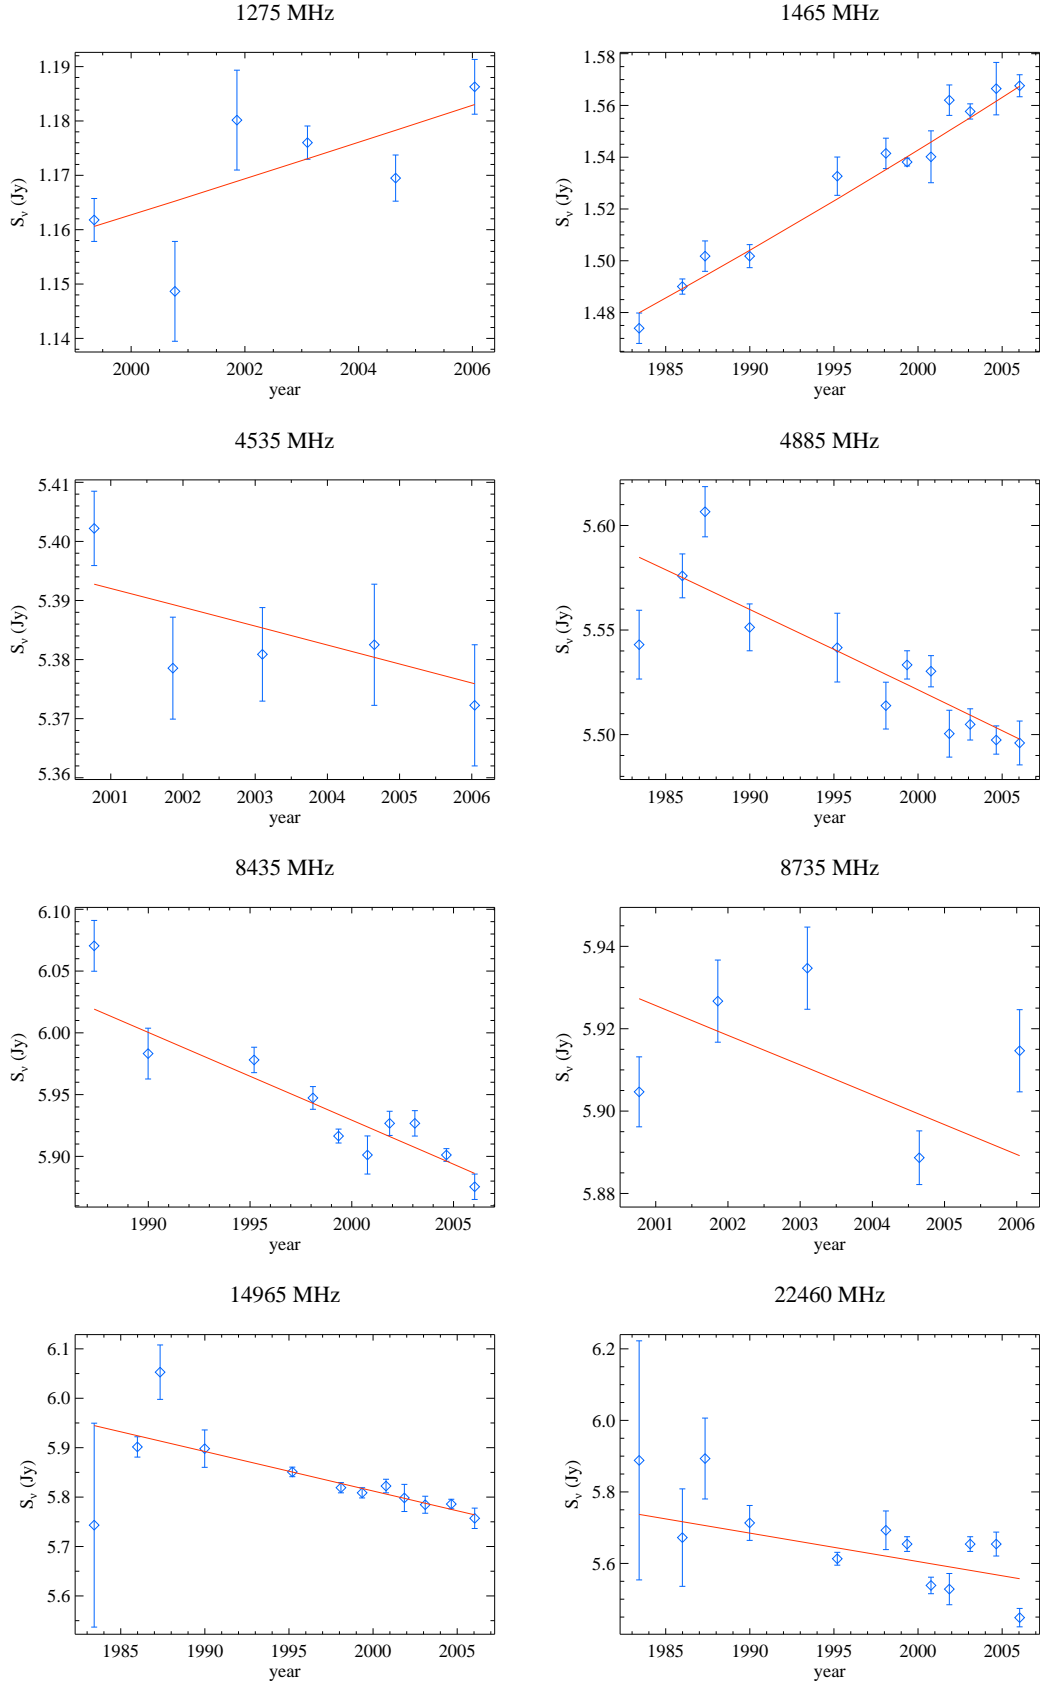 1275 MHz
1.19
1.18
1.17
1.16
1.15
1.14
S_ν (Jy)
2000 2002 2004 2006
year
1465 MHz
1.58
1.56
1.54
1.52
1.50
1.48
S_ν (Jy)
1985 1990 1995 2000 2005
year
4535 MHz
5.41
5.40
5.39
5.38
5.37
5.36
S_ν (Jy)
2001 2002 2003 2004 2005 2006
year
4885 MHz
5.60
5.55
5.50
S_ν (Jy)
1985 1990 1995 2000 2005
year
8435 MHz
6.10
6.05
6.00
5.95
5.90
S_ν (Jy)
1990 1995 2000 2005
year
8735 MHz
5.94
5.92
5.90
5.88
S_ν (Jy)
2001 2002 2003 2004 2005 2006
year
14965 MHz
6.1
6.0
5.9
5.8
5.7
5.6
S_ν (Jy)
1985 1990 1995 2000 2005
year
22460 MHz
6.2
6.0
5.8
5.6
S_ν (Jy)
1985 1990 1995 2000 2005
year